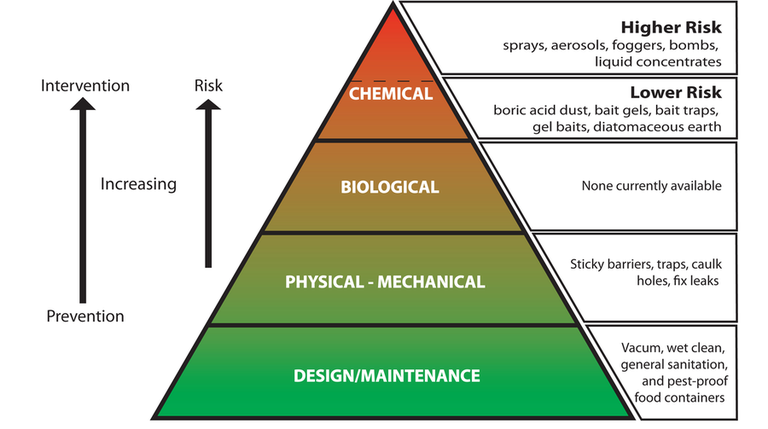 Higher Risk
sprays, aerosols, foggers, bombs,
liquid concentrates
Intervention
Risk
CHEMICAL
Lower Risk
boric acid dust, bait gels, bait traps,
gel baits, diatomaceous earth
Increasing
BIOLOGICAL
None currently available
PHYSICAL - MECHANICAL
Sticky barriers, traps, caulk
holes, fix leaks
Prevention
DESIGN/MAINTENANCE
Vacum, wet clean,
general sanitation,
and pest-proof
food containers